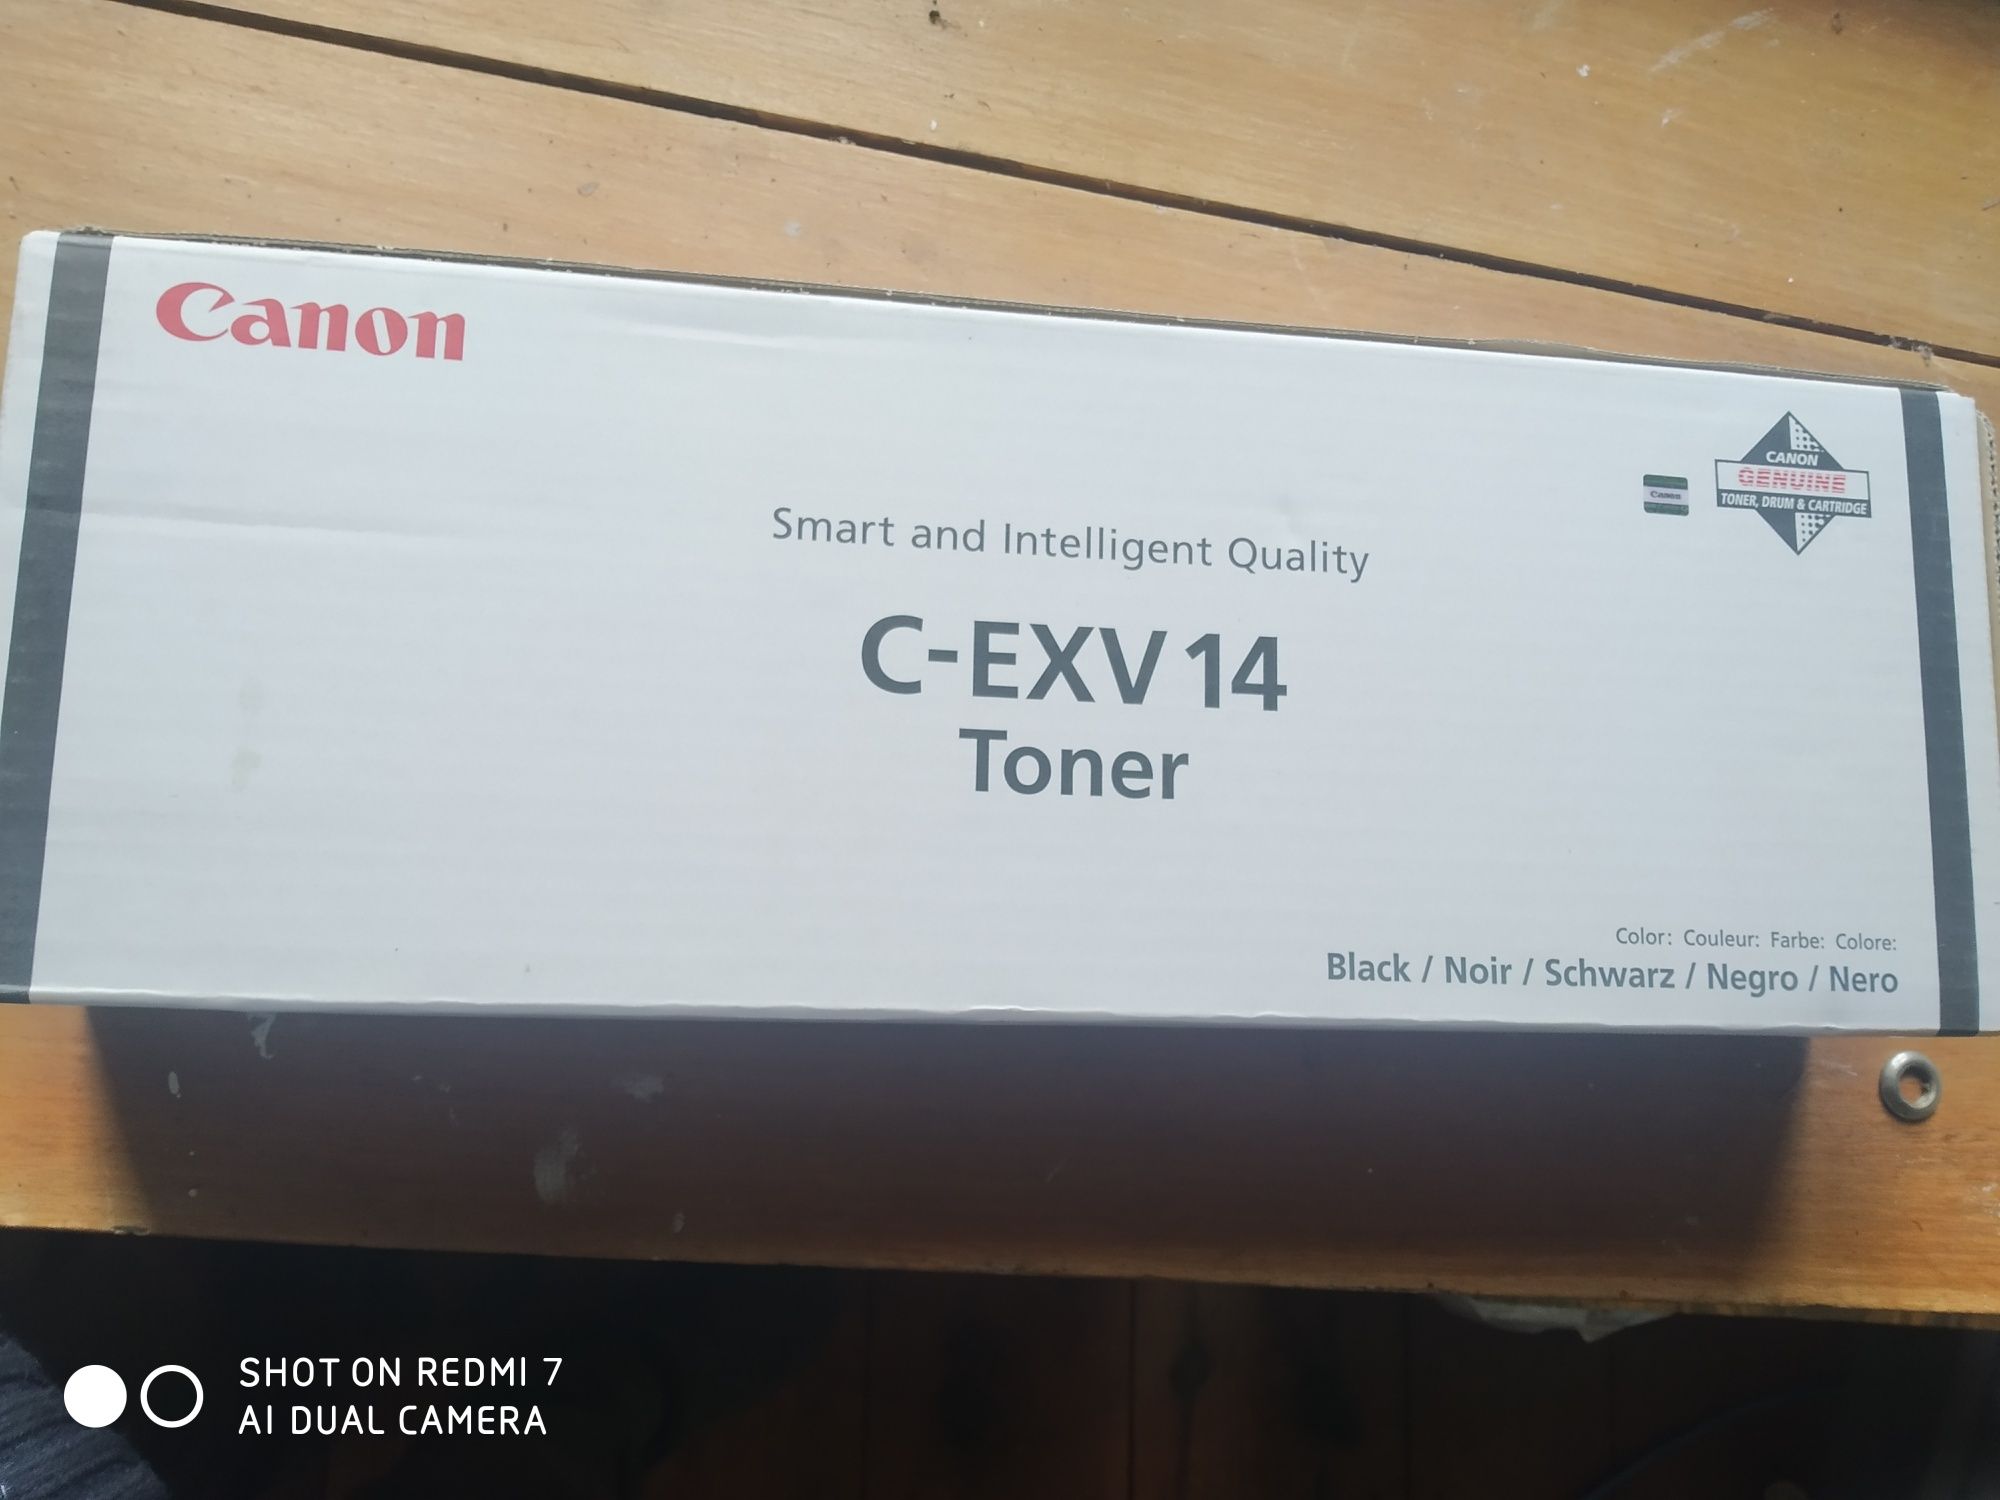 Canon
CANON
GENUINE
TONER, DRUM & CARTRIDGE
Canon
Smart and Intelligent Quality
C-EXV 14
Toner
Color: Couleur: Farbe: Colore:
Black / Noir / Schwarz / Negro / Nero
SHOT ON REDMI 7
AI DUAL CAMERA